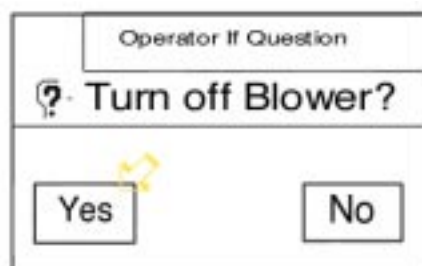 Operator If Question
Turn off Blower?
Yes No